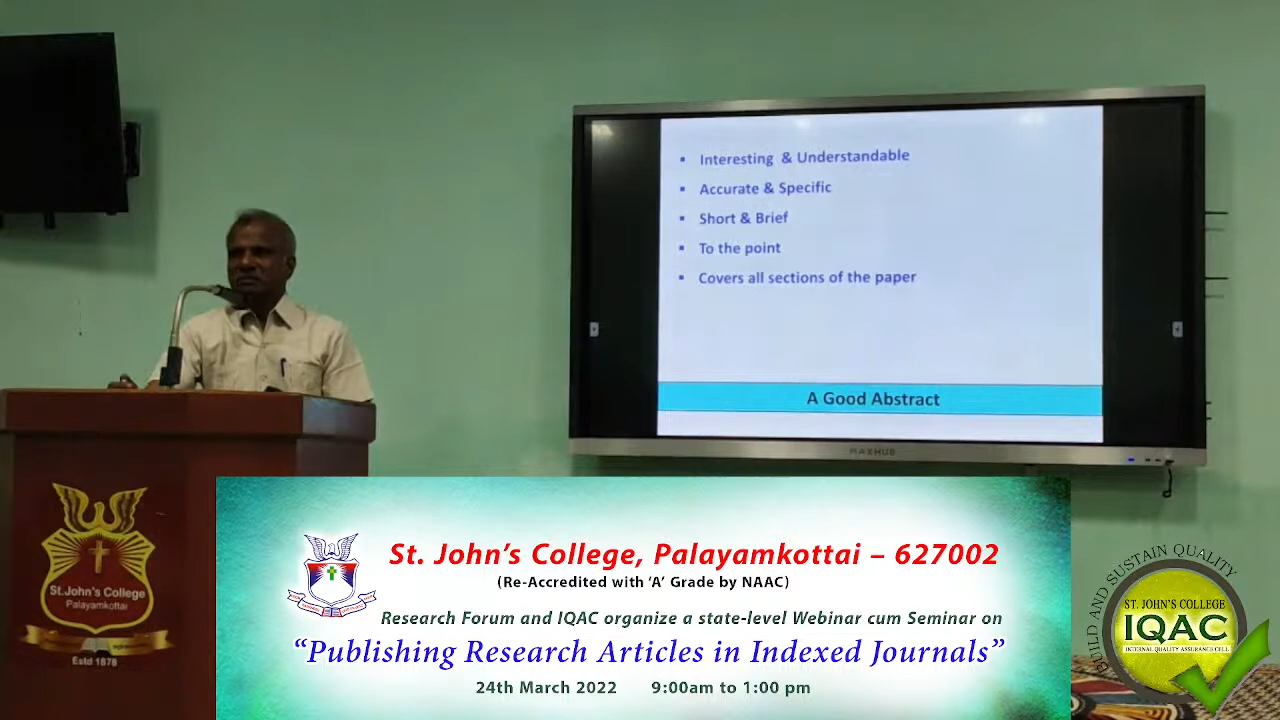 Interesting & Understandable
Accurate & Specific
Short & Brief
To the point
Covers all sections of the paper
A Good Abstract
MAXHUB
St.John's College
Palayamkottai
Estd 1878
St. John's College, Palayamkottai – 627002
(Re-Accredited with 'A' Grade by NAAC)
Research Forum and IQAC organize a state-level Webinar cum Seminar on
“Publishing Research Articles in Indexed Journals”
24th March 2022 9:00am to 1:00 pm
BUILD AND SUSTAIN QUALITY
ST. JOHN'S COLLEGE
IQAC
INTERNAL QUALITY ASSURANCE CELL